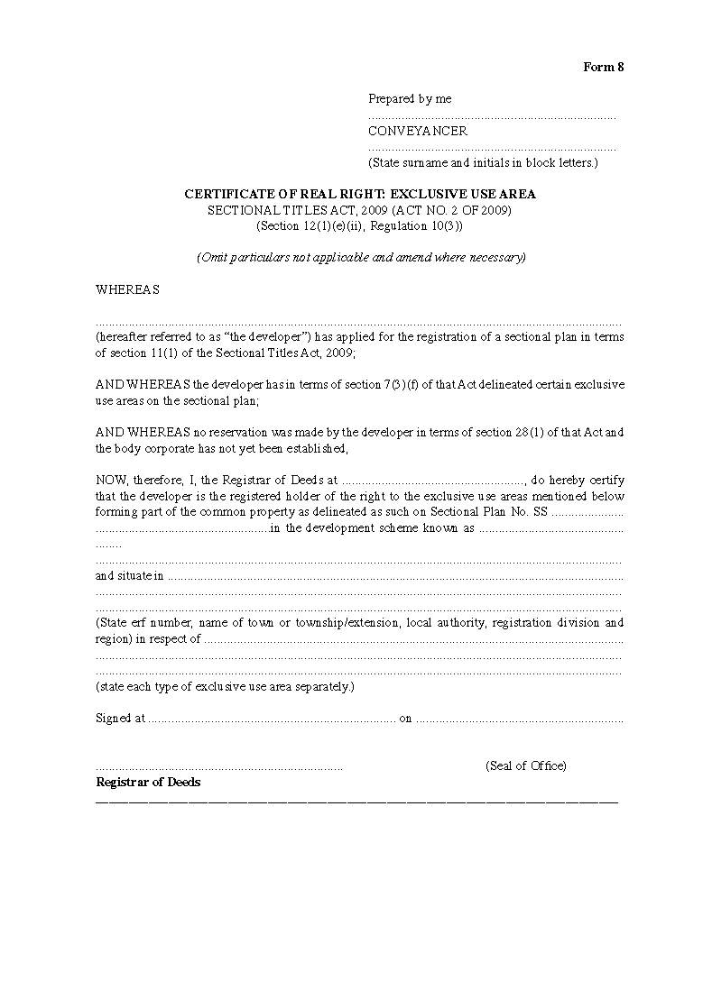 Form 8
Prepared by me
................................................................................
CONVEYANCER
................................................................................
(State surname and initials in block letters.)
CERTIFICATE OF REAL RIGHT: EXCLUSIVE USE AREA
SECTIONAL TITLES ACT, 2009 (ACT NO. 2 OF 2009)
(Section 12(1)(e)(ii), Regulation 10(3))
(Omit particulars not applicable and amend where necessary)
WHEREAS
................................................................................
(hereafter referred to as “the developer”) has applied for the registration of a sectional plan in terms
of section 11(1) of the Sectional Titles Act, 2009;
AND WHEREAS the developer has in terms of section 7(3)(f) of that Act delineated certain exclusive
use areas on the sectional plan;
AND WHEREAS no reservation was made by the developer in terms of section 28(1) of that Act and
the body corporate has not yet been established,
NOW, therefore, I, the Registrar of Deeds at ......................................................., do hereby certify
that the developer is the registered holder of the right to the exclusive use areas mentioned below
forming part of the common property as delineated as such on Sectional Plan No. SS ......................
.....................................................in the development scheme known as ............................................
........
................................................................................
and situate in ................................................................................
................................................................................
................................................................................
(State erf number, name of town or township/extension, local authority, registration division and
region) in respect of ................................................................................
................................................................................
................................................................................
(state each type of exclusive use area separately.)
Signed at ........................................................................... on ...............................................................
........................................................................... (Seal of Office)
Registrar of Deeds
________________________________________________________________________________